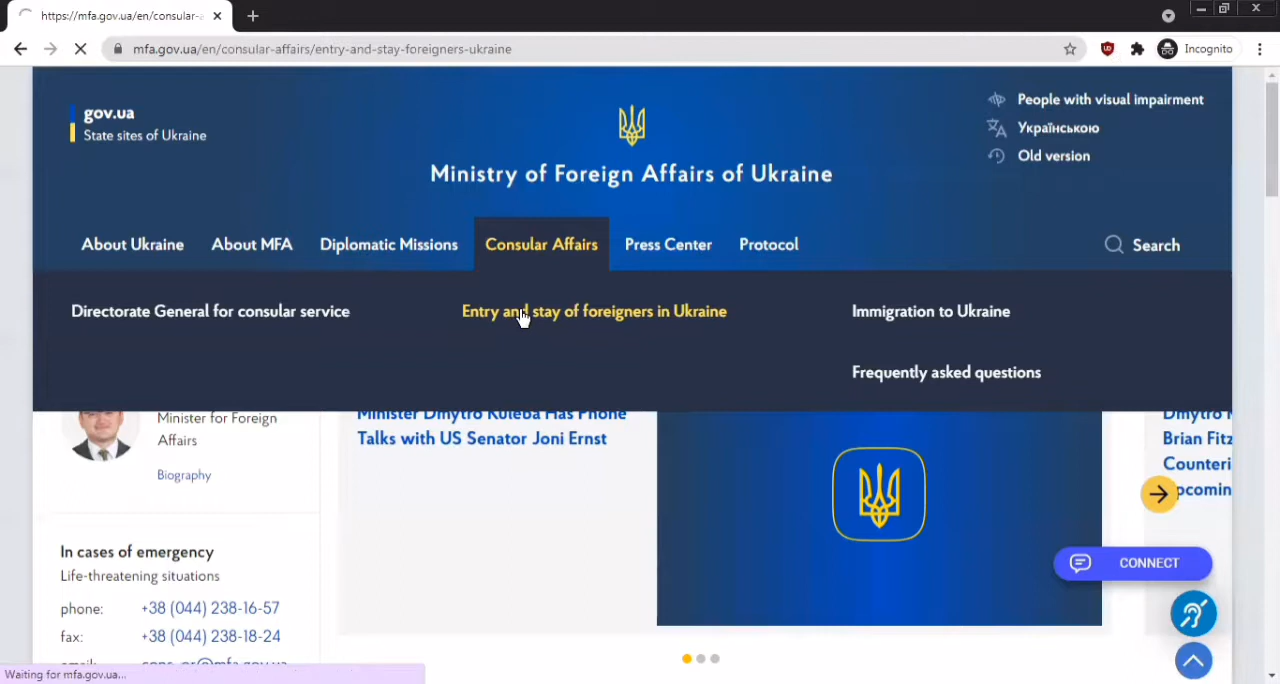 https://mfa.gov.ua/en/consular-
mfa.gov.ua/en/consular-affairs/entry-and-stay-foreigners-ukraine
Incognito
gov.ua
State sites of Ukraine
Ministry of Foreign Affairs of Ukraine
People with visual impairment
Українською
Old version
About Ukraine
About MFA
Diplomatic Missions
Consular Affairs
Press Center
Protocol
Search
Directorate General for consular service
Entry and stay of foreigners in Ukraine
Immigration to Ukraine
Frequently asked questions
Minister for Foreign
Affairs
Biography
Minister Dmytro Kuleba Has Phone
Talks with US Senator Joni Ernst
Dmytro
Brian Fitz
Counteri
pcomin
In cases of emergency
Life-threatening situations
phone: +38 (044) 238-16-57
fax: +38 (044) 238-18-24
CONNECT
Waiting for mfa.gov.ua...